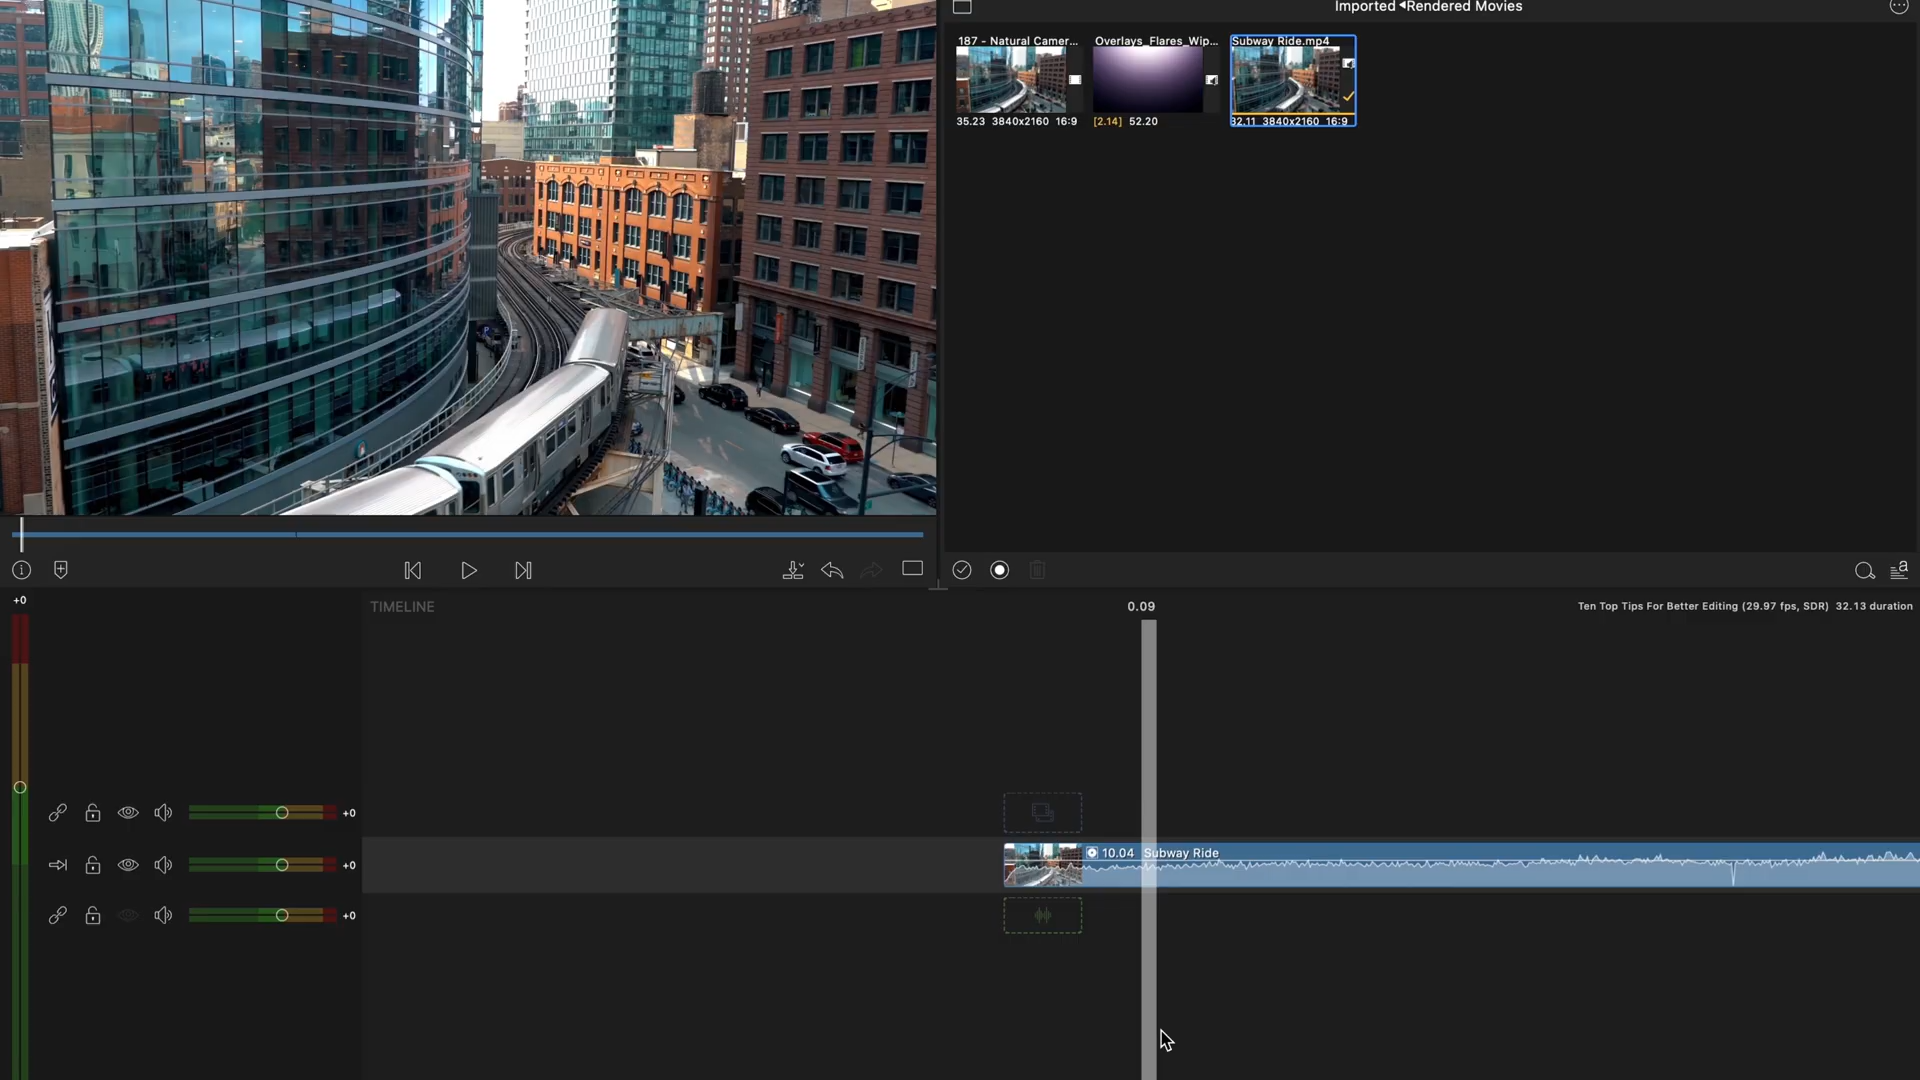 Imported ◂Rendered Movies
187 - Natural Camer...
Overlays_Flares_Wip...
Subway Ride.mp4
35.23 3840x2160 16:9
[2.14] 52.20
32.11 3840x2160 16:9
P
+0
TIMELINE
0.09
Ten Top Tips For Better Editing (29.97 fps, SDR) 32.13 duration
+0
10.04 Subway Ride
+0
+0